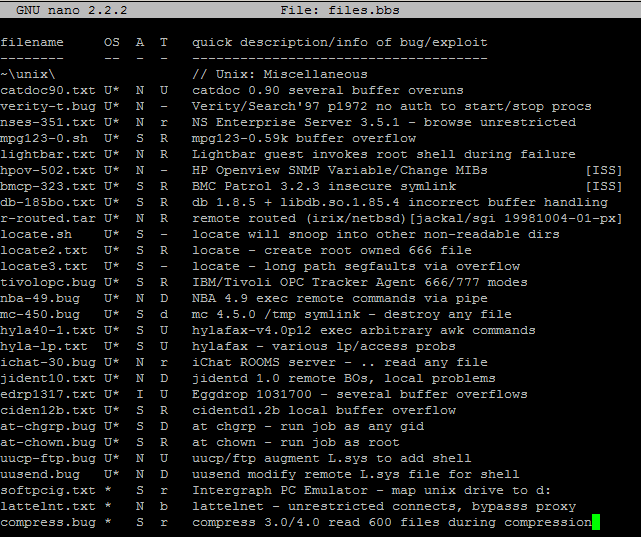 GNU nano 2.2.2 File: files.bbs
filename OS A T quick description/info of bug/exploit
-------- -- - - -------------------------------------
~\unix\ // Unix: Miscellaneous
catdoc90.txt U* N U catdoc 0.90 several buffer overuns
verity-t.bug U* N - Verity/Search'97 p1972 no auth to start/stop procs
nses-351.txt U* N r NS Enterprise Server 3.5.1 - browse unrestricted
mpg123-0.sh U* S R mpg123-0.59k buffer overflow
lightbar.txt U* N R Lightbar guest invokes root shell during failure
hpov-502.txt U* N - HP Openview SNMP Variable/Change MIBs [ISS]
bmcp-323.txt U* S R BMC Patrol 3.2.3 insecure symlink [ISS]
db-185bo.txt U* S R db 1.8.5 + libdb.so.1.85.4 incorrect buffer handling
r-routed.tar U* N R remote routed (irix/netbsd)[jackal/sgi 19981004-01-px]
locate.sh U* S - locate will snoop into other non-readable dirs
locate2.txt U* S R locate - create root owned 666 file
locate3.txt U* S - locate - long path segfaults via overflow
tivolopc.bug U* S R IBM/Tivoli OPC Tracker Agent 666/777 modes
nba-49.bug U* N D NBA 4.9 exec remote commands via pipe
mc-450.bug U* S d mc 4.5.0 /tmp symlink - destroy any file
hyla40-1.txt U* S U hylafax-v4.0p12 exec arbitrary awk commands
hyla-lp.txt U* S U hylafax - various lp/access probs
ichat-30.bug U* N r iChat ROOMS server - .. read any file
jident10.txt U* N D jidentd 1.0 remote BOs, local problems
edrp1317.txt U* I U Eggdrop 1031700 - several buffer overflows
ciden12b.txt U* S R cidentd1.2b local buffer overflow
at-chgrp.bug U* S D at chgrp - run job as any gid
at-chown.bug U* S R at chown - run job as root
uucp-ftp.bug U* N U uucp/ftp augment L.sys to add shell
uusend.bug U* N D uusend modify remote L.sys file for shell
softpcig.txt * S r Intergraph PC Emulator - map unix drive to d:
lattelnt.txt * N b lattelnet - unrestricted connects, bypasss proxy
compress.bug * S r compress 3.0/4.0 read 600 files during compression